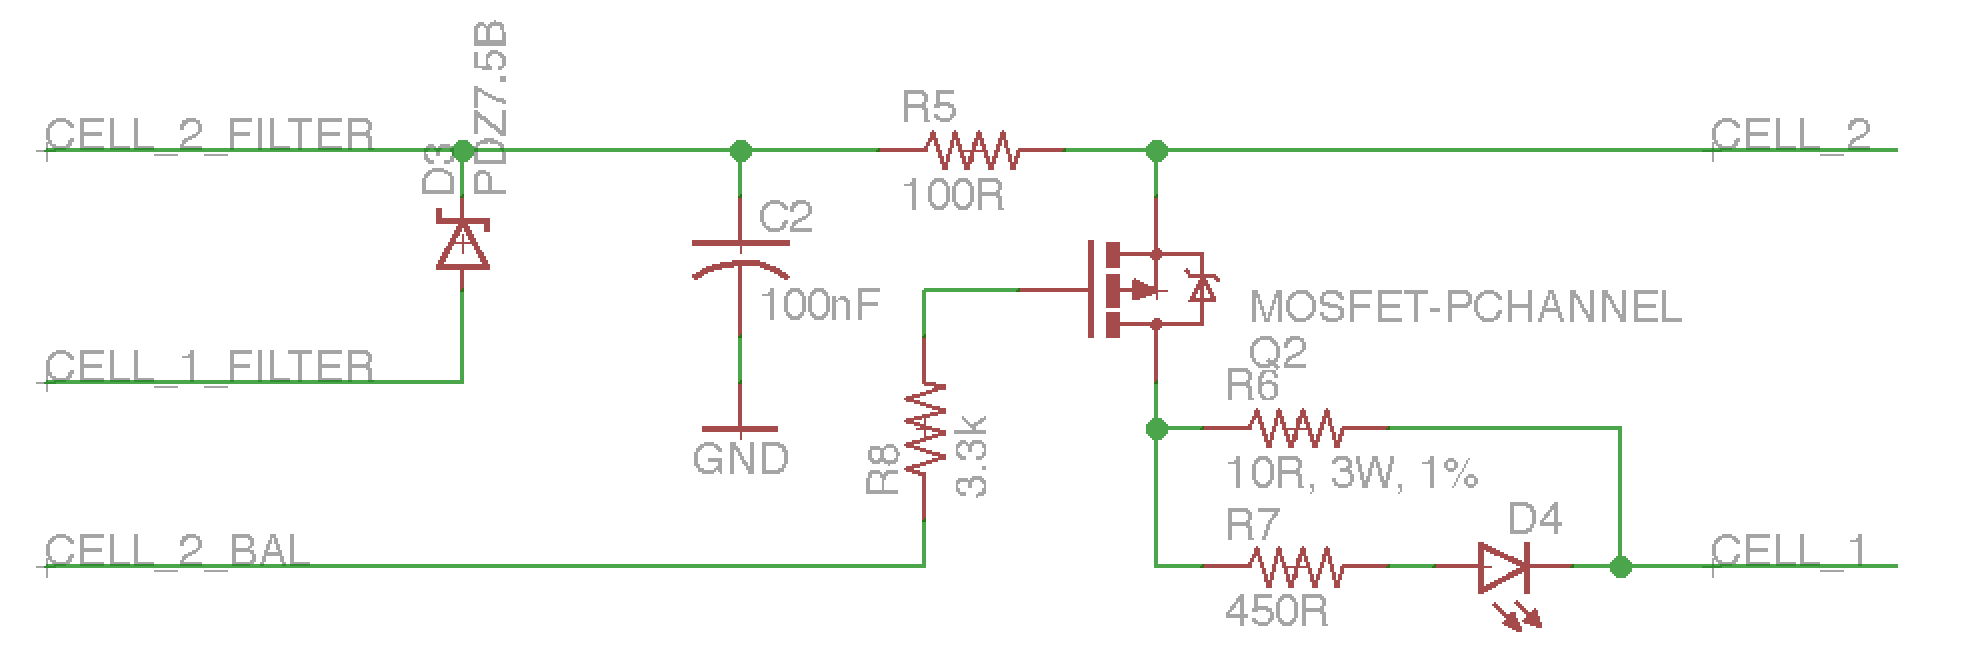 CELL_2_FILTER
D3
PDZ7.5B
R5
100R
CELL_2
C2
100nF
GND
CELL_1_FILTER
MOSFET-PCHANNEL
Q2
R6
10R, 3W, 1%
R8
3.3k
R7
450R
D4
CELL_2_BAL
CELL_1